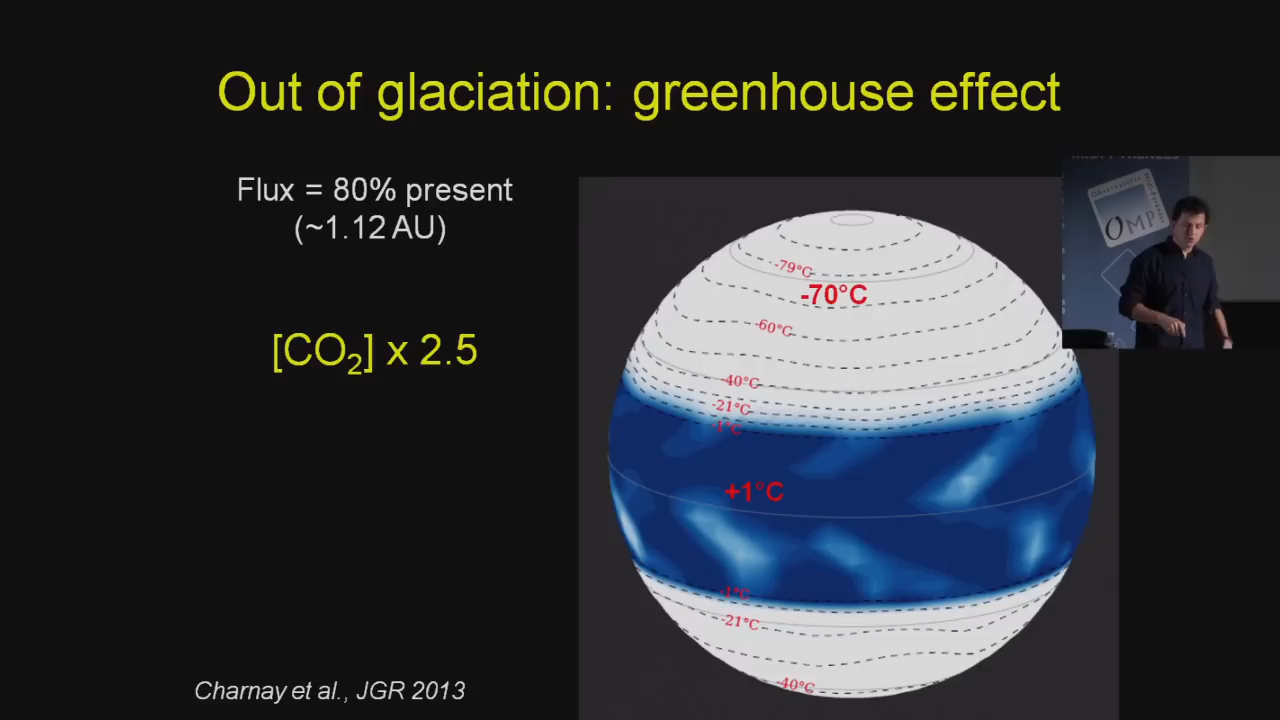 Out of glaciation: greenhouse effect
Flux = 80% present
(~1.12 AU)
[CO₂] x 2.5
-79°C
-70°C
-60°C
-40°C
-21°C
-1°C
+1°C
-1°C
-21°C
-40°C
Charnay et al., JGR 2013
OMP